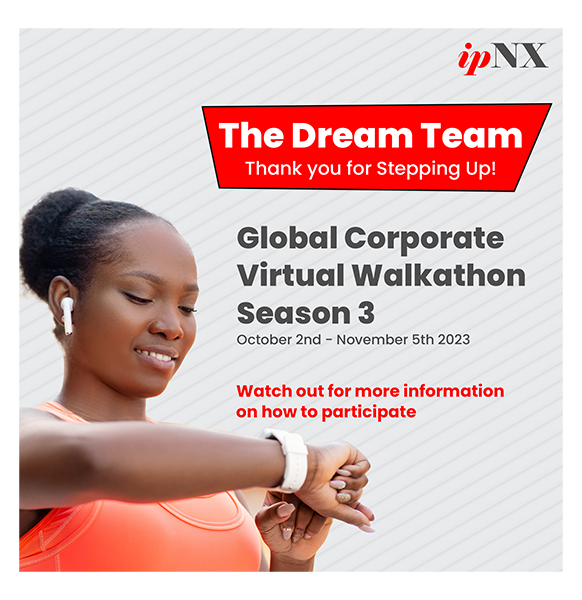 ipNX
The Dream Team
Thank you for Stepping Up!
Global Corporate
Virtual Walkathon
Season 3
October 2nd - November 5th 2023
Watch out for more information
on how to participate